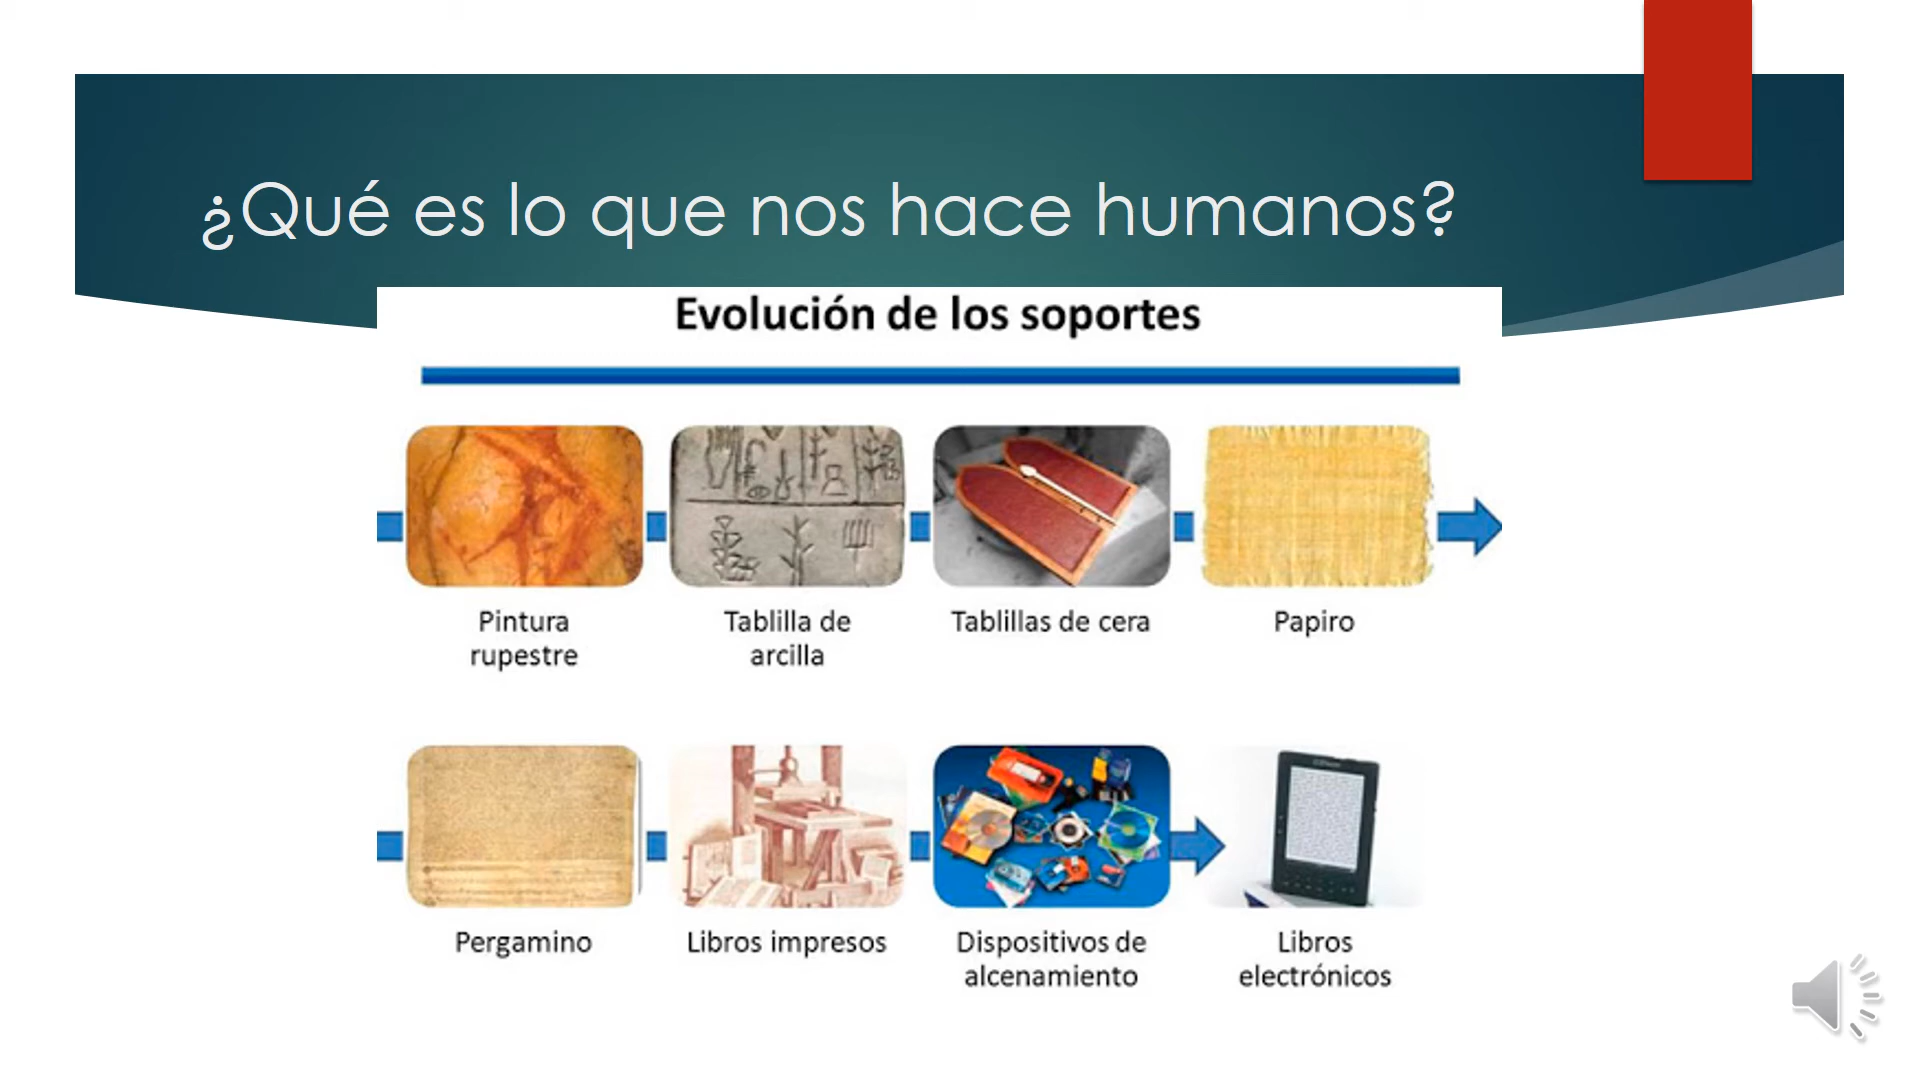 ¿Qué es lo que nos hace humanos?
Evolución de los soportes
Pintura
rupestre
Tablilla de
arcilla
Tablillas de cera
Papiro
Pergamino
Libros impresos
Dispositivos de
alcenamiento
Libros
electrónicos